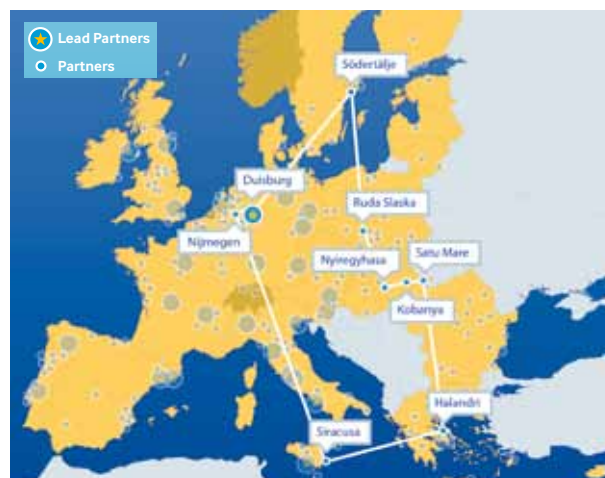 Lead Partners
Partners
Södertälje
Duisburg
Ruda Slaska
Nijmegen
Nyiregyhasa
Satu Mare
Kobanya
Halandri
Siracusa